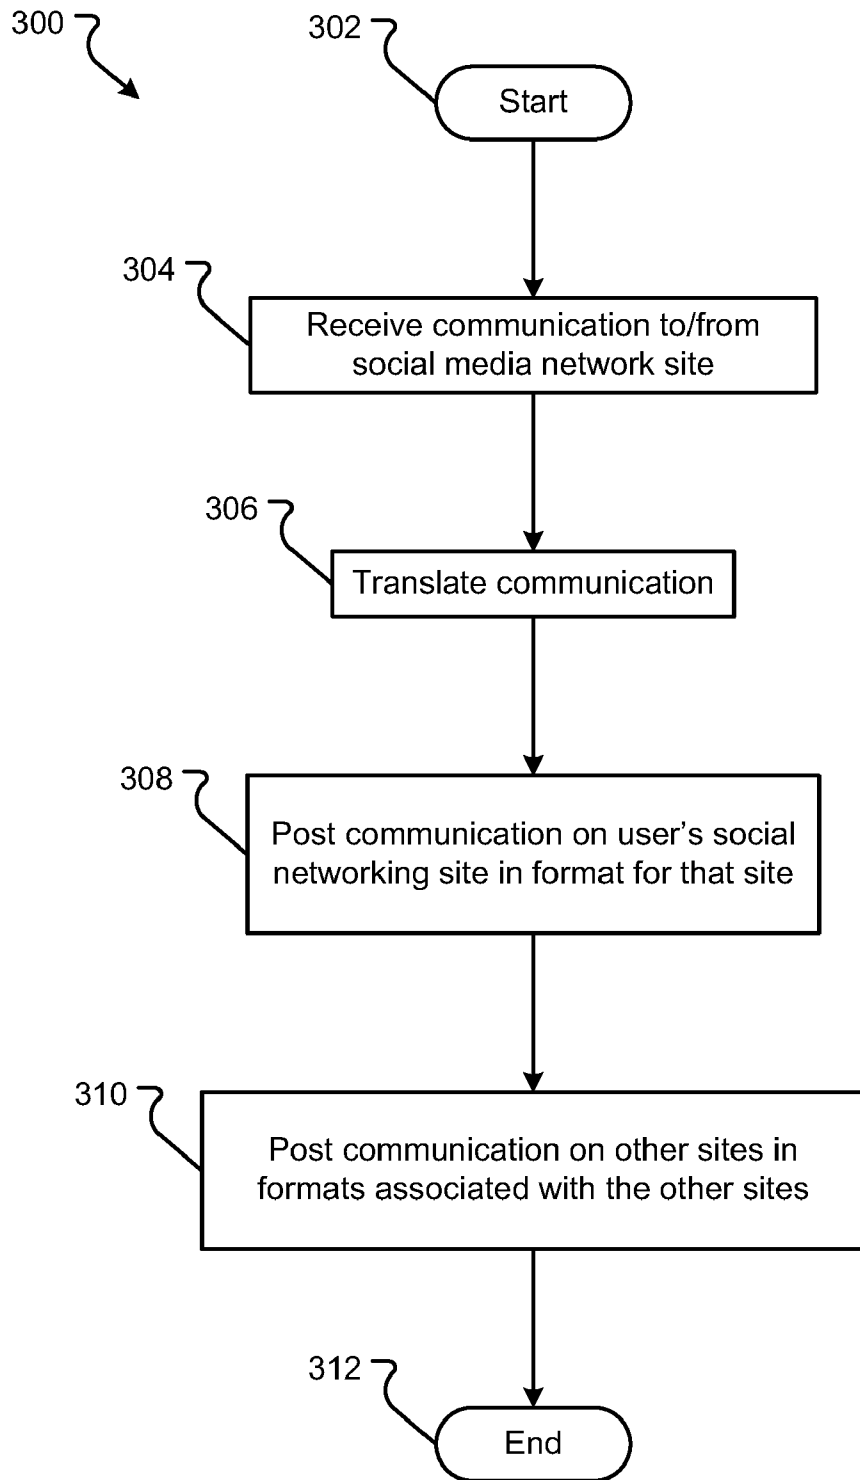 300
302
Start
304
Receive communication to/from
social media network site
306
Translate communication
308
Post communication on user's social
networking site in format for that site
310
Post communication on other sites in
formats associated with the other sites
312
End